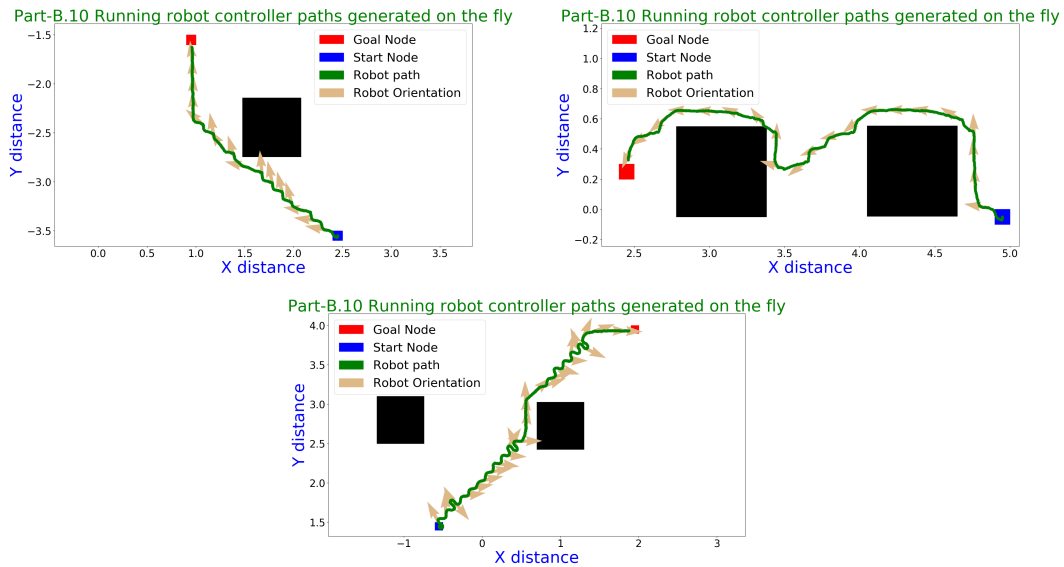 Part-B.10 Running robot controller paths generated on the fly
Goal Node
Start Node
Robot path
Robot Orientation
Y distance
−1.5
−2.0
−2.5
−3.0
−3.5
0.0 0.5 1.0 1.5 2.0 2.5 3.0 3.5
X distance
Part-B.10 Running robot controller paths generated on the fly
Goal Node
Start Node
Robot path
Robot Orientation
Y distance
1.2
1.0
0.8
0.6
0.4
0.2
0.0
−0.2
2.5 3.0 3.5 4.0 4.5 5.0
X distance
Part-B.10 Running robot controller paths generated on the fly
Goal Node
Start Node
Robot path
Robot Orientation
Y distance
4.0
3.5
3.0
2.5
2.0
1.5
−1 0 1 2 3
X distance